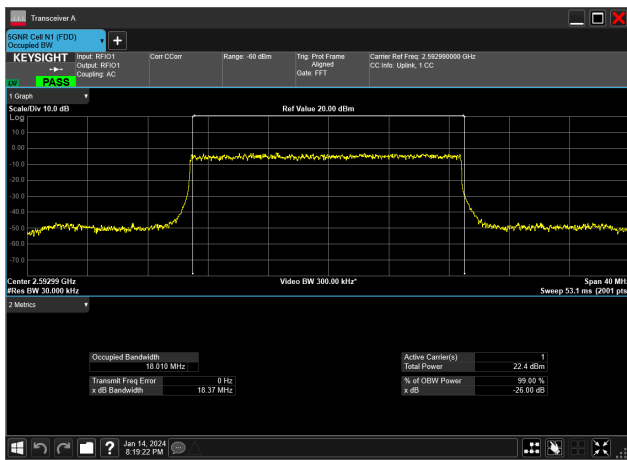 Transceiver A
5GNR Cell N1 (FDD)
Occupied BW
KEYSIGHT
LXI
PASS
Input: RFIO1
Output: RFIO1
Coupling: AC
Corr CCorr
Range: -60 dBm
Trig: Prot Frame
Aligned
Gate: FFT
Carrier Ref Freq: 2.592990000 GHz
CC Info: Uplink, 1 CC
1 Graph
Scale/Div 10.0 dB
Ref Value 20.00 dBm
Log
10.0
0.00
-10.0
-20.0
-30.0
-40.0
-50.0
-60.0
-70.0
Center 2.59299 GHz
Video BW 300.00 kHz*
Span 40 MHz
#Res BW 30.000 kHz
Sweep 53.1 ms (2001 pts
2 Metrics
Occupied Bandwidth
18.010 MHz
Transmit Freq Error 0 Hz
x dB Bandwidth 18.37 MHz
Active Carrier(s) 1
Total Power 22.4 dBm
% of OBW Power 99.00 %
x dB -26.00 dB
Jan 14, 2024
8:19:22 PM